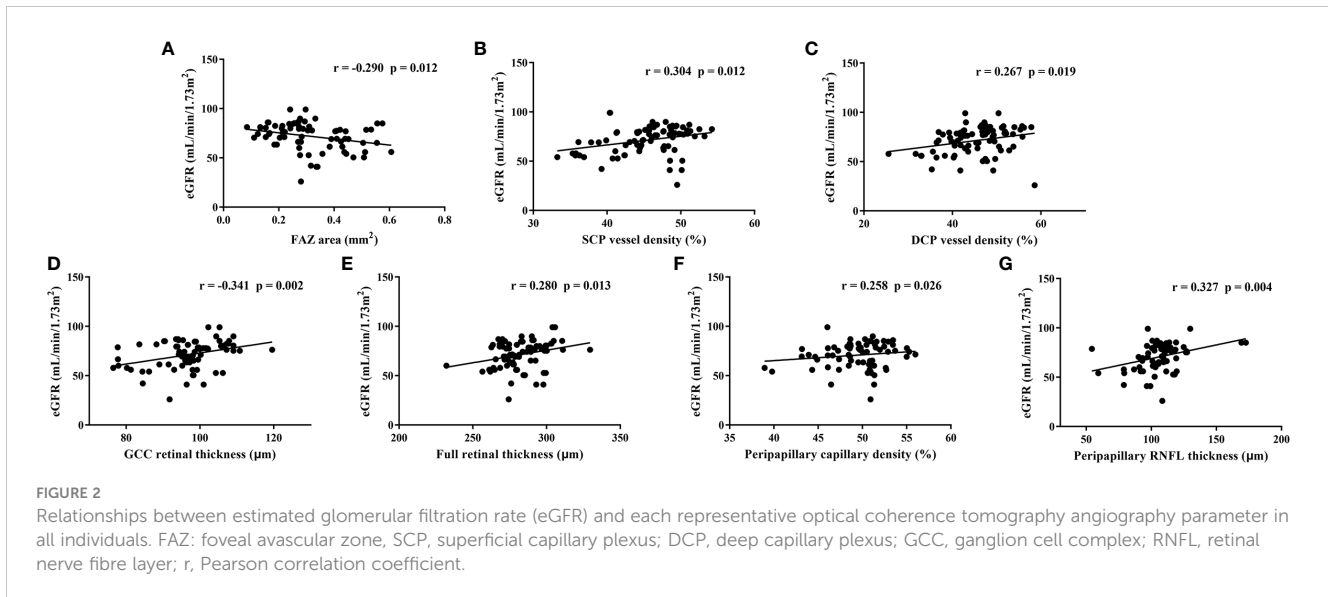 A
r = -0.290 p = 0.012
eGFR (mL/min/1.73m²)
150
100
50
0
0.0 0.2 0.4 0.6 0.8
FAZ area (mm²)
B
r = 0.304 p = 0.012
eGFR (mL/min/1.73m²)
150
100
50
0
30 40 50 60
SCP vessel density (%)
C
r = 0.267 p = 0.019
eGFR (mL/min/1.73m²)
150
100
50
0
20 40 60
DCP vessel density (%)
D
r = -0.341 p = 0.002
eGFR (mL/min/1.73m²)
150
100
50
0
80 100 120
GCC retinal thickness (μm)
E
r = 0.280 p = 0.013
eGFR (mL/min/1.73m²)
150
100
50
0
200 250 300 350
Full retinal thickness (μm)
F
r = 0.258 p = 0.026
eGFR (mL/min/1.73m²)
150
100
50
0
35 40 45 50 55 60
Peripapillary capillary density (%)
G
r = 0.327 p = 0.004
eGFR (mL/min/1.73m²)
150
100
50
0
50 100 150 200
Peripapillary RNFL thickness (μm)
FIGURE 2
Relationships between estimated glomerular filtration rate (eGFR) and each representative optical coherence tomography angiography parameter in
all individuals. FAZ: foveal avascular zone, SCP, superficial capillary plexus; DCP, deep capillary plexus; GCC, ganglion cell complex; RNFL, retinal
nerve fibre layer; r, Pearson correlation coefficient.